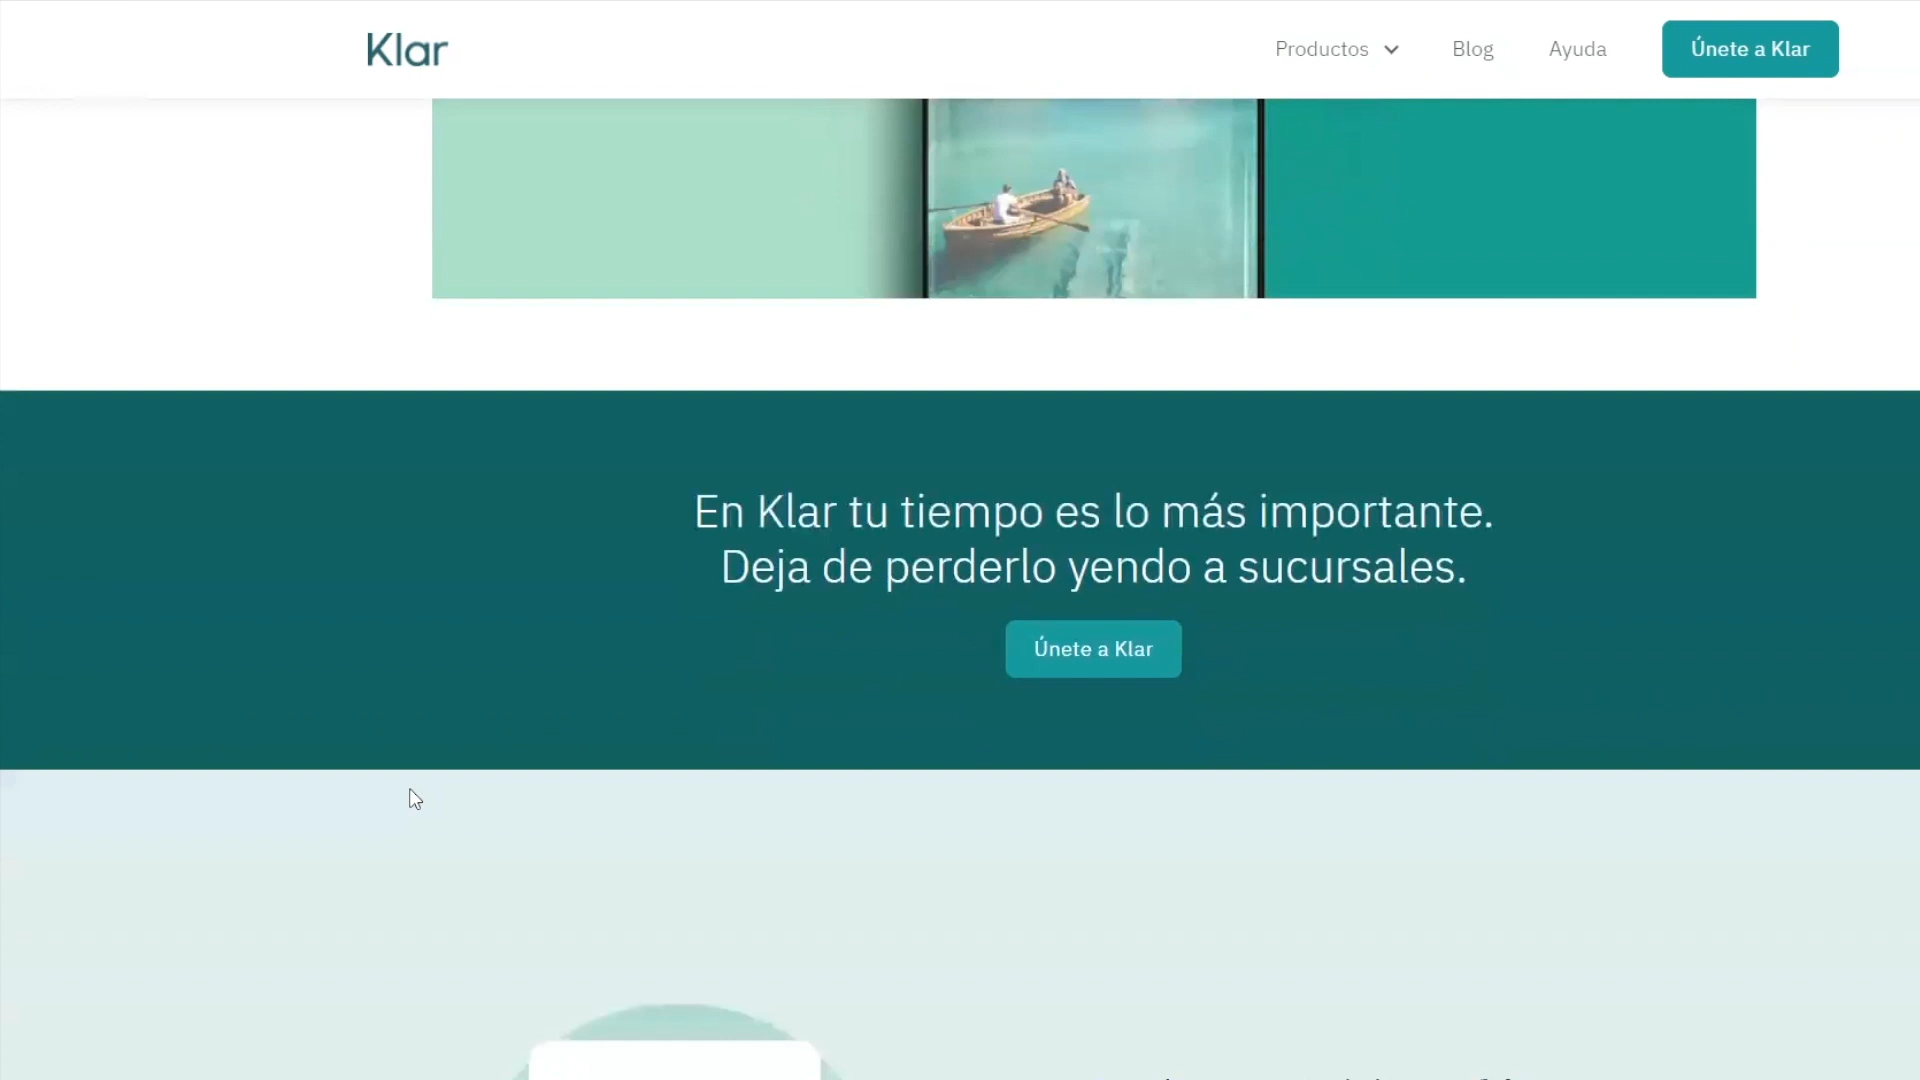 Klar
Productos
Blog
Ayuda
Únete a Klar
En Klar tu tiempo es lo más importante.
Deja de perderlo yendo a sucursales.
Únete a Klar